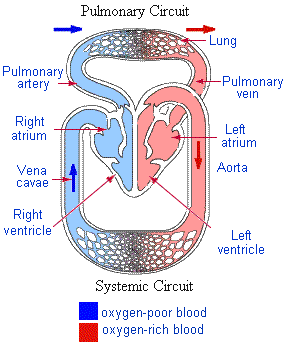 Pulmonary Circuit
Lung
Pulmonary
artery
Pulmonary
vein
Right
atrium
Left
atrium
Vena
cavae
Aorta
Right
ventricle
Left
ventricle
Systemic Circuit
oxygen-poor blood
oxygen-rich blood